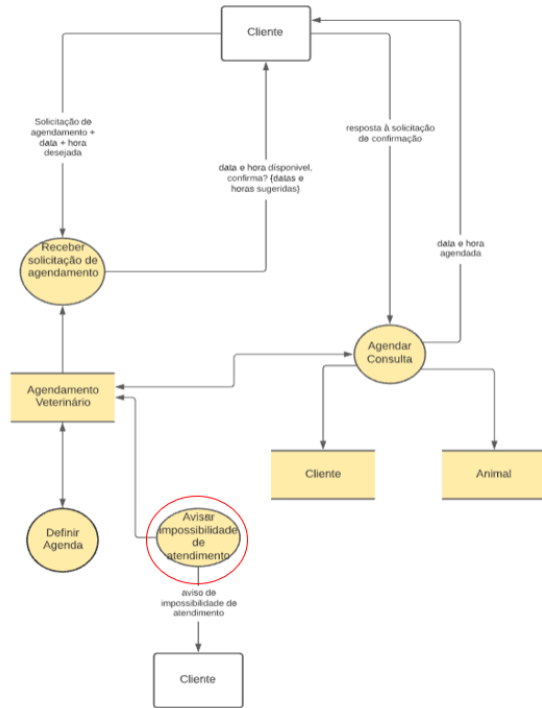 Cliente
Solicitação de
agendamento +
data + hora
desejada
resposta à solicitação
de confirmação
data e hora disponivel,
confirma? {datas e
horas sugeridas}
data e hora
agendada
Receber
solicitação de
agendamento
Agendar
Consulta
Agendamento
Veterinário
Cliente
Animal
Definir
Agenda
Avisar
impossibilidade
de
atendimento
aviso de
impossibilidade de
atendimento
Cliente